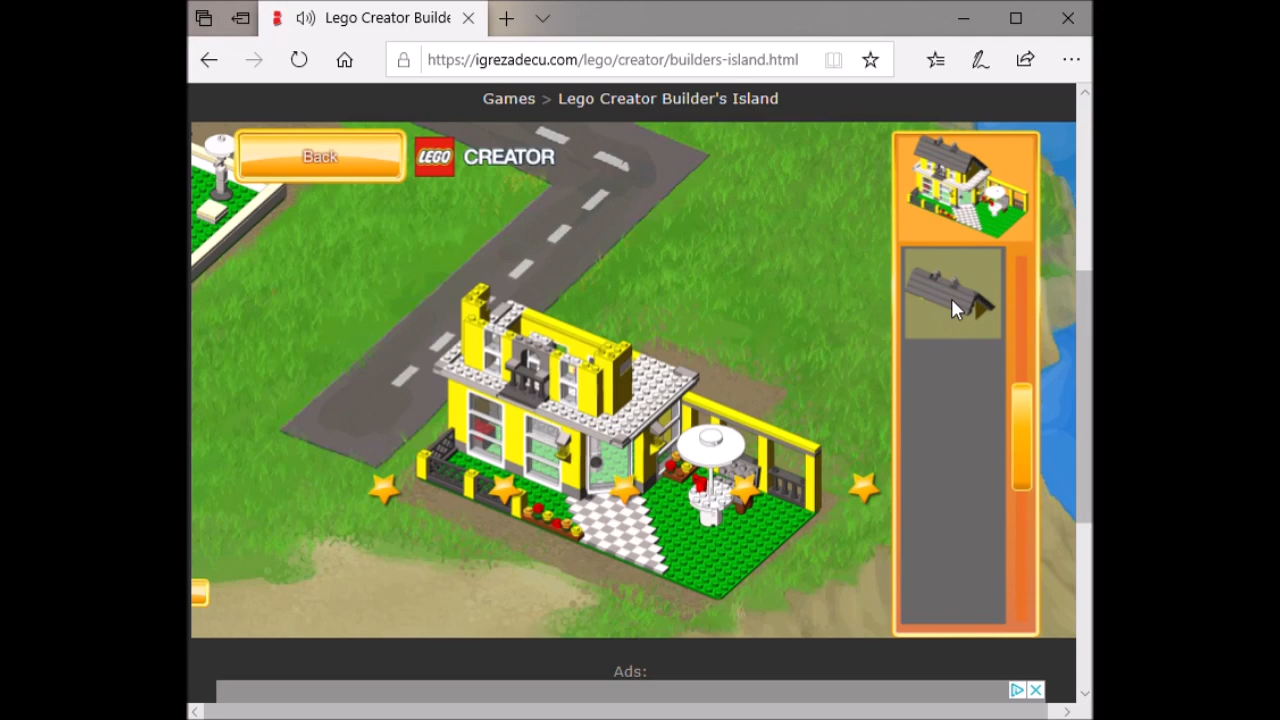 Lego Creator Builde
https://igrezadecu.com/lego/creator/builders-island.html
Games > Lego Creator Builder's Island
Back
LEGO CREATOR
Ads: